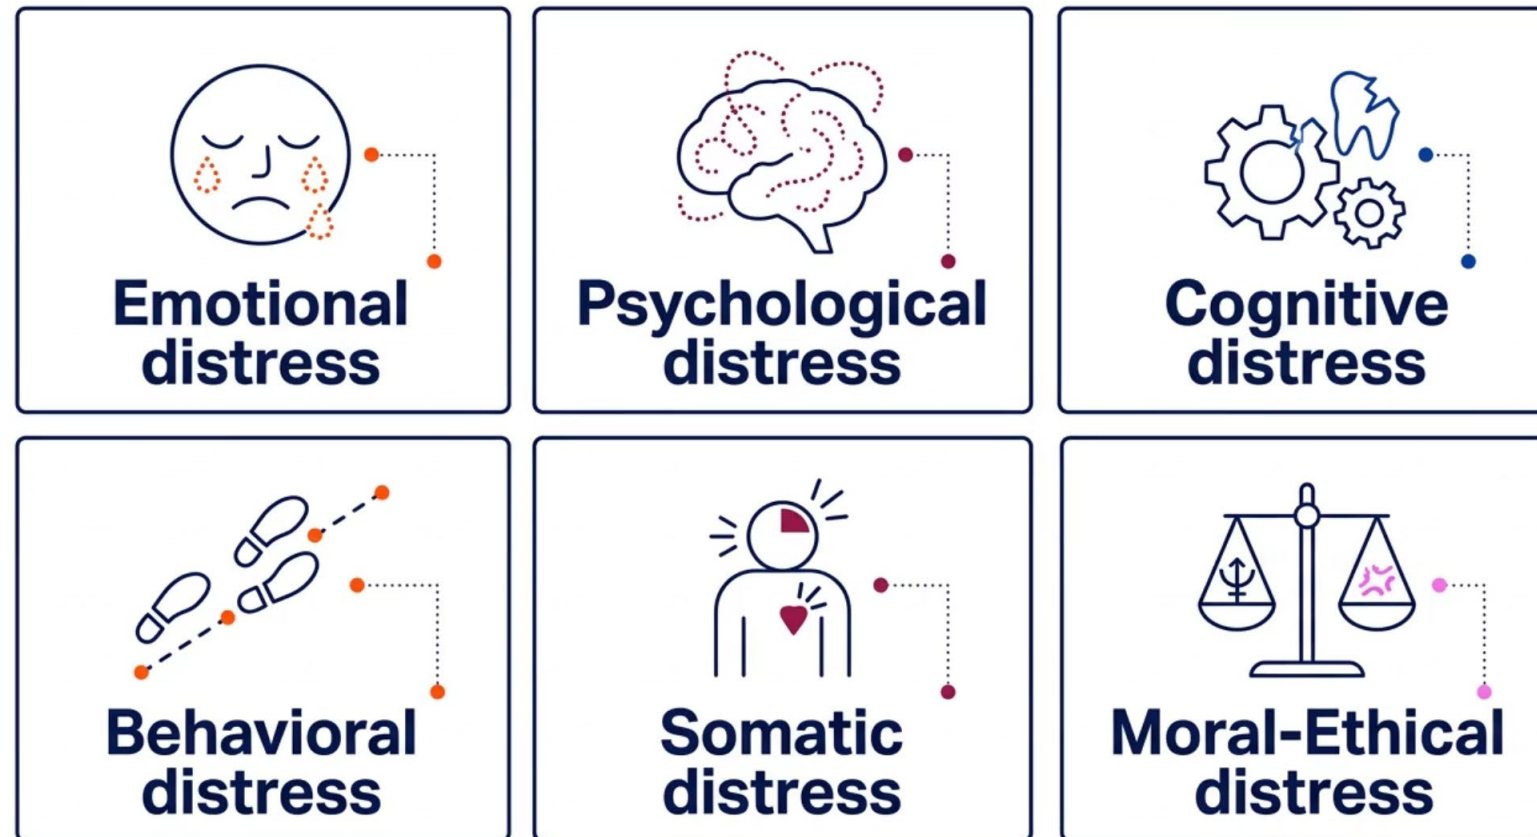 Emotional
distress
Psychological
distress
Cognitive
distress
Behavioral
distress
Somatic
distress
Moral-Ethical
distress